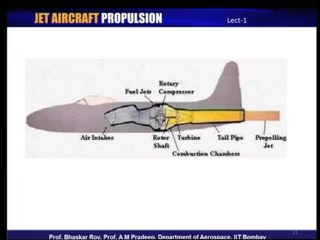 JET AIRCRAFT PROPULSION
Lect-1
Rotary
Fuel Jets Compressor
Air Intakes
Rotor Shaft
Turbine
Tail Pipe
Propelling Jet
Combustion Chambers
Prof. Bhaskar Roy, Prof. A M Pradeep, Department of Aerospace, IIT Bombay